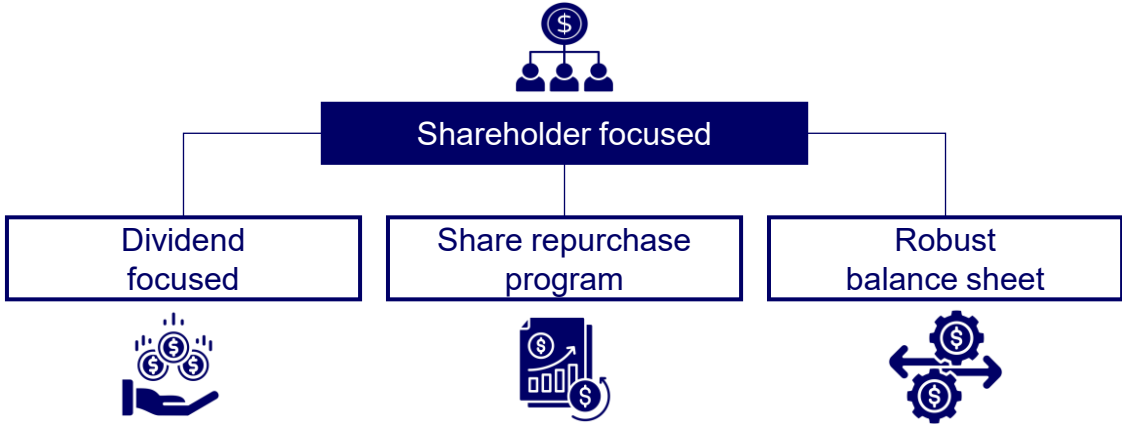 $
Shareholder focused
Dividend
focused
Share repurchase
program
Robust
balance sheet
$
$
$
$
$
$
$